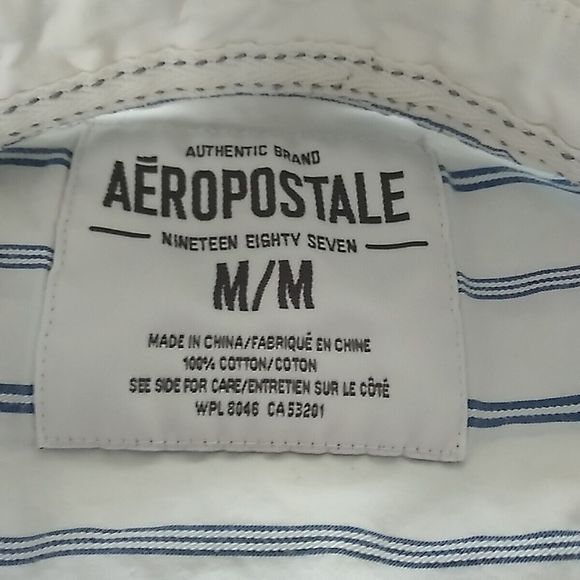 AUTHENTIC BRAND
AĒROPOSTALE
NINETEEN EIGHTY SEVEN
M/M
MADE IN CHINA/FABRIQUÉ EN CHINE
100% COTTON/COTON
SEE SIDE FOR CARE/ENTRETIEN SUR LE CÔTÉ
WPL 8046 CA 53201